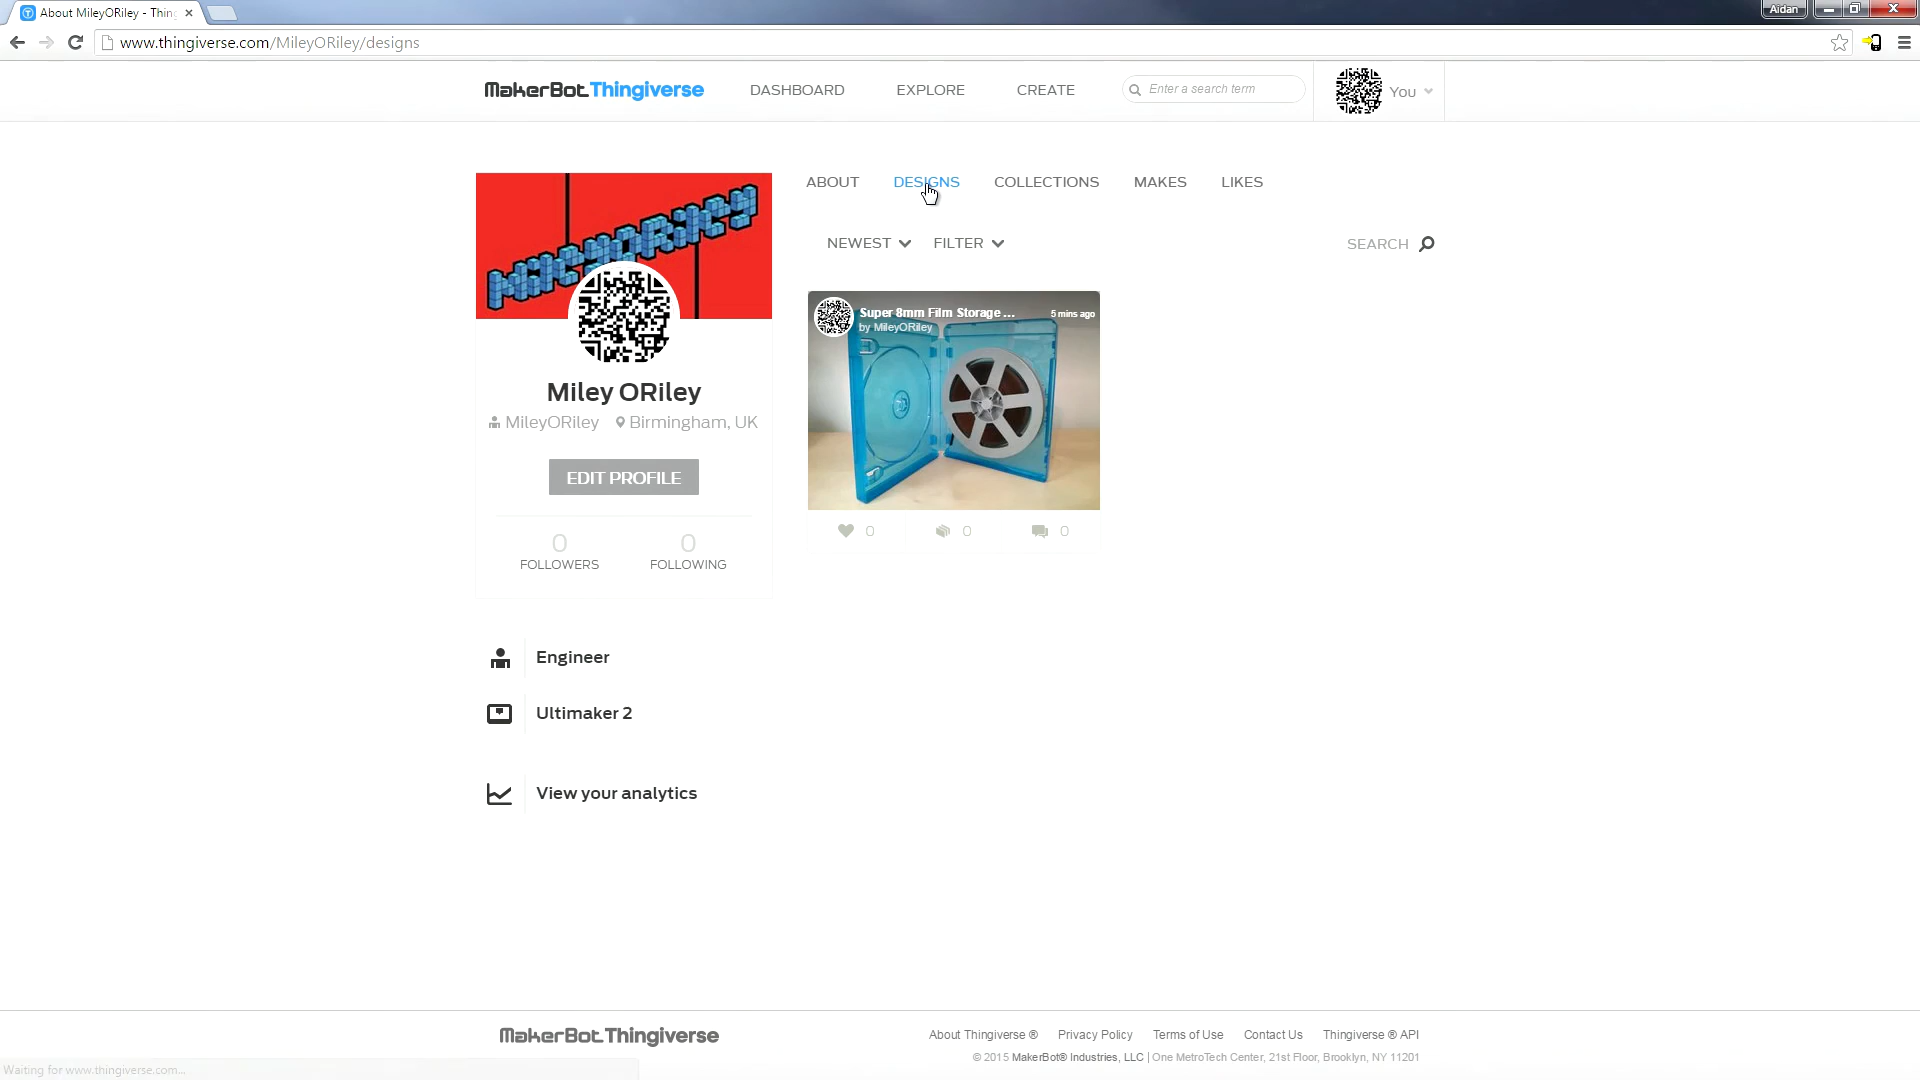 About MileyORiley - Thin
Aidan
www.thingiverse.com/MileyORiley/designs
MakerBot Thingiverse
DASHBOARD
EXPLORE
CREATE
Enter a search term
You
ABOUT
DESIGNS
COLLECTIONS
MAKES
LIKES
NEWEST
FILTER
SEARCH
MILEYORILEY
Super 8mm Film Storage ...
5 mins ago
by MileyORiley
0
0
0
Miley ORiley
MileyORiley
Birmingham, UK
EDIT PROFILE
0
FOLLOWERS
0
FOLLOWING
Engineer
Ultimaker 2
View your analytics
MakerBot Thingiverse
About Thingiverse ®
Privacy Policy
Terms of Use
Contact Us
Thingiverse ® API
© 2015 MakerBot® Industries, LLC | One MetroTech Center, 21st Floor, Brooklyn, NY 11201
Waiting for www.thingiverse.com...